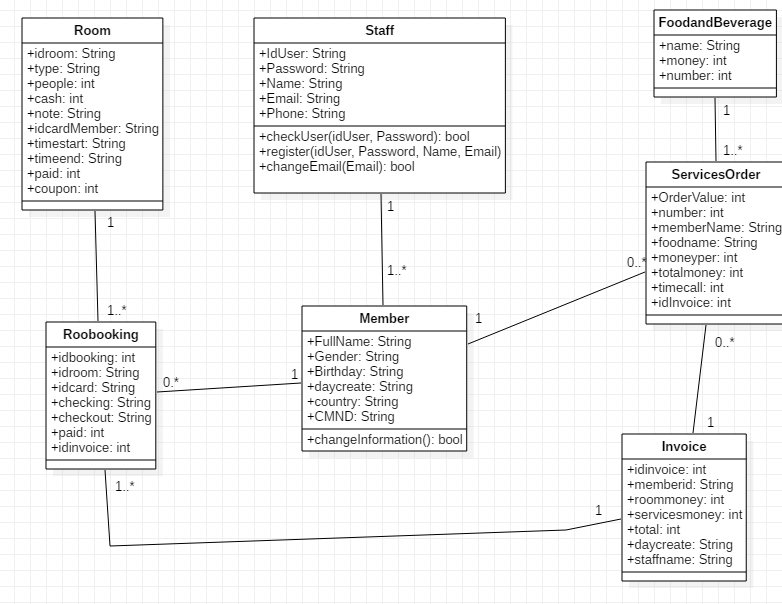 Room
+idroom: String
+type: String
+people: int
+cash: int
+note: String
+idcardMember: String
+timestart: String
+timeend: String
+paid: int
+coupon: int
Staff
+IdUser: String
+Password: String
+Name: String
+Email: String
+Phone: String
+checkUser(idUser, Password): bool
+register(idUser, Password, Name, Email)
+changeEmail(Email): bool
FoodandBeverage
+name: String
+money: int
+number: int
1
1..*
ServicesOrder
+OrderValue: int
+number: int
+memberName: String
+foodname: String
+moneyper: int
+totalmoney: int
+timecall: int
+idInvoice: int
1
1..*
1
1..*
0..*
1
Roobooking
+idbooking: int
+idroom: String
+idcard: String
+checking: String
+checkout: String
+paid: int
+idinvoice: int
0.*
1
Member
+FullName: String
+Gender: String
+Birthday: String
+daycreate: String
+country: String
+CMND: String
+changeInformation(): bool
0..*
1
Invoice
+idinvoice: int
+memberid: String
+roommoney: int
+servicesmoney: int
+total: int
+daycreate: String
+staffname: String
1..*
1